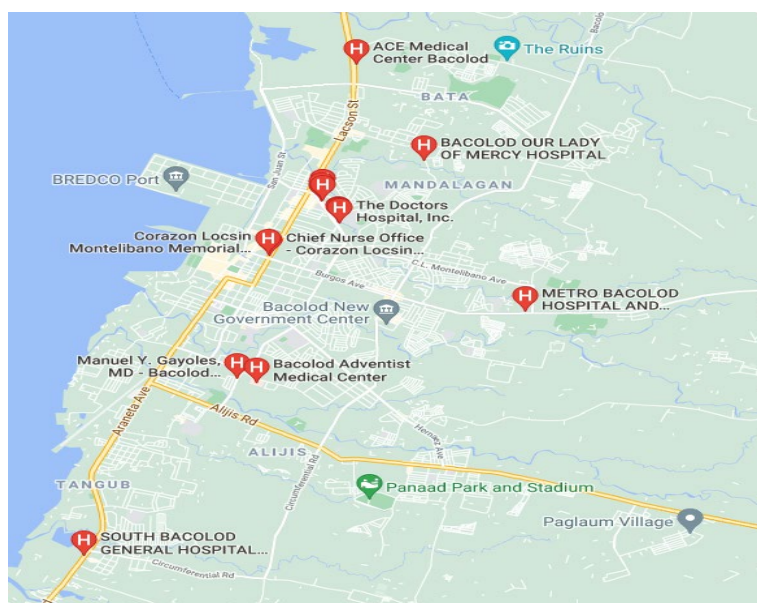 ACE Medical
Center Bacolod
The Ruins
BATA
Lacson St
Bacolo
San Juan St
BACOLOD OUR LADY
OF MERCY HOSPITAL
BREDCO Port
MANDALAGAN
The Doctors
Hospital, Inc.
Corazon Locsin
Montelibano Memorial...
Chief Nurse Office
- Corazon Locsin...
C.L. Montelibano Ave
Burgos Ave
METRO BACOLOD
HOSPITAL AND...
Bacolod New
Government Center
Manuel Y. Gayoles,
MD - Bacolod...
Bacolod Adventist
Medical Center
Araneta Ave
Alijis Rd
Hernaez Ave
ALIJIS
Circumferential Rd
TANGUB
Panaad Park and Stadium
Paglaum Village
SOUTH BACOLOD
GENERAL HOSPITAL...
Circumferential Rd